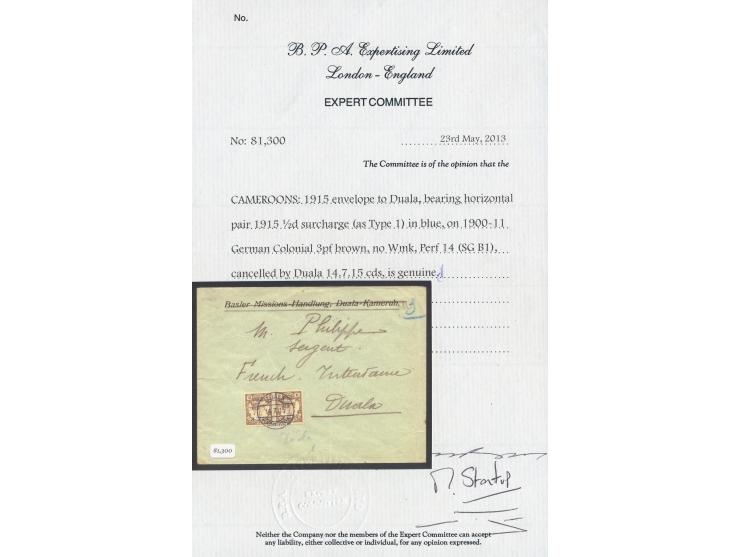 No.
B. P. A. Expertising Limited
London - England
EXPERT COMMITTEE
No: 81,300
23rd May, 2013
The Committee is of the opinion that the
CAMEROONS: 1915 envelope to Duala, bearing horizontal
pair 1915 ½d surcharge (as Type 1) in blue, on 1900-11
German Colonial 3pf brown, no Wmk, Perf 14 (SG B1),
cancelled by Duala 14.7.15 cds, is genuine.
Basler Missions-Handlung, Duala-Kamerun.
3
M. Philippe
Sergent.
French. Intendance
Duala
81,300
P. Startup
Neither the Company nor the members of the Expert Committee can accept
any liability, either collective or individual, for any opinion expressed.